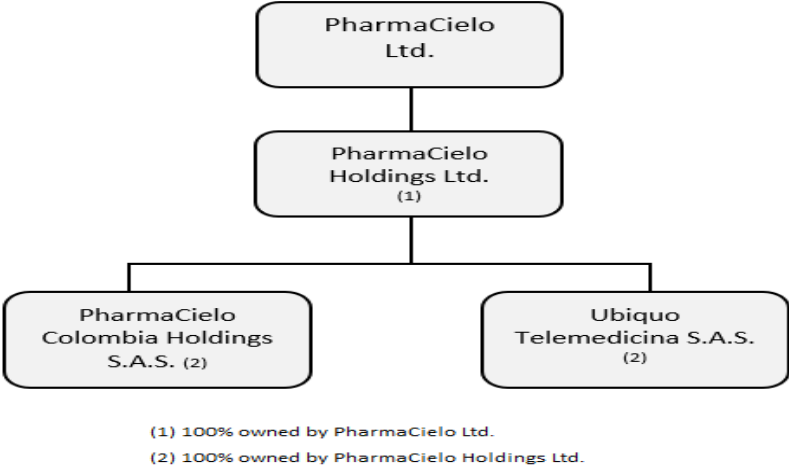 PharmaCielo
Ltd.
PharmaCielo
Holdings Ltd.
(1)
PharmaCielo
Colombia Holdings
S.A.S. (2)
Ubiquo
Telemedicina S.A.S.
(2)
(1) 100% owned by PharmaCielo Ltd.
(2) 100% owned by PharmaCielo Holdings Ltd.